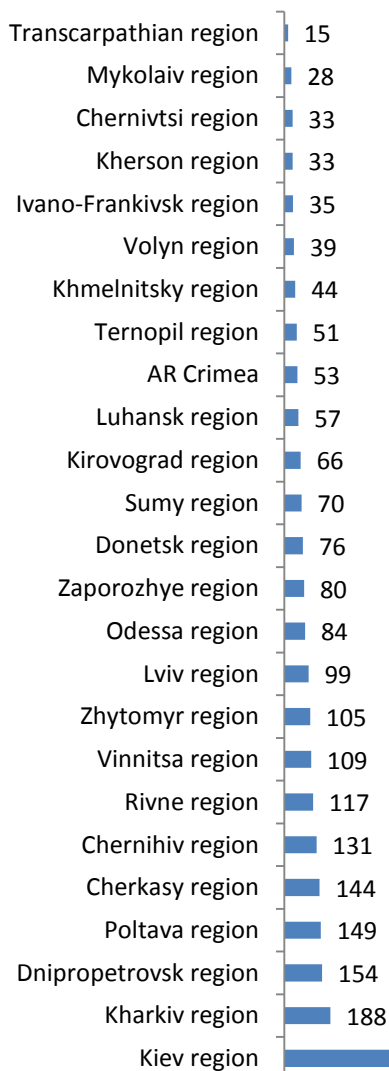 Transcarpathian region 15
Mykolaiv region 28
Chernivtsi region 33
Kherson region 33
Ivano-Frankivsk region 35
Volyn region 39
Khmelnitsky region 44
Ternopil region 51
AR Crimea 53
Luhansk region 57
Kirovograd region 66
Sumy region 70
Donetsk region 76
Zaporozhye region 80
Odessa region 84
Lviv region 99
Zhytomyr region 105
Vinnitsa region 109
Rivne region 117
Chernihiv region 131
Cherkasy region 144
Poltava region 149
Dnipropetrovsk region 154
Kharkiv region 188
Kiev region